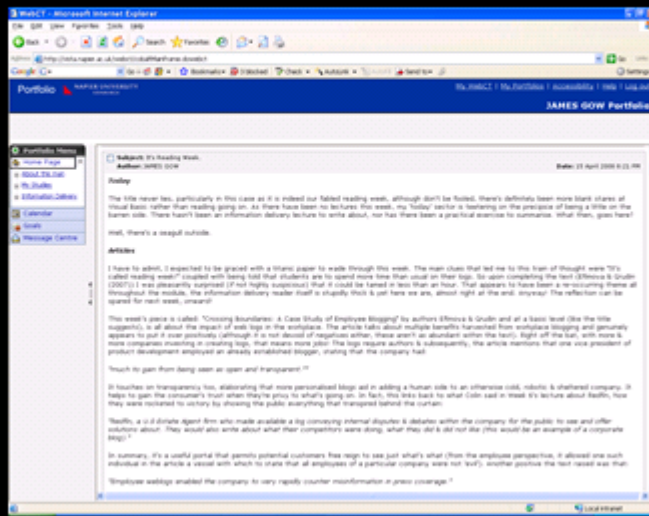 WebCT - Microsoft Internet Explorer
File Edit View Favorites Tools Help
Back Search Favorites
Google Go Bookmarks blocked Check AutoLink Send to Settings
Portfolio NAPIER UNIVERSITY My WebCT | My Portfolios | Accessibility | Help | Log out
JAMES GOW Portfolio
Portfolio Menu
Home Page
About this man
My Studies
Information Delivery
Calendar
Goals
Message Centre
Subject: It's Reading Week.
Author: JAMES GOW Date: 15 April 2008 8:21 PM
Today
The title never lies, particularly in this case as it is indeed our fabled reading week, although don't be fooled, there's definitely been more blank stares at
Visual Basic rather than reading going on. As there have been no lectures this week, my 'today' sector is teetering on the precipice of being a little on the
barren side. There hasn't been an information delivery lecture to write about, nor has there been a practical exercise to summarise. What then, goes here?
Well, there's a seagull outside.
Articles
I have to admit, I expected to be graced with a titanic paper to wade through this week. The main clues that led me to this train of thought were "It's
called reading week!" coupled with being told that students are to spend more time than usual on their logs. So upon completing the text (Efimova & Grudin
(2007)) I was pleasantly surprised (if not highly suspicious) that it could be tamed in less than an hour. That appears to have been a re-occurring theme all
throughout the module, the information delivery reader itself is stupidly thick & yet here we are, almost right at the end. Anyway! The reflection can be
spared for next week, onward!
This week's piece is called: "Crossing Boundaries: A Case Study of Employee Blogging" by authors Efimova & Grudin and at a basic level (like the title
suggests), is all about the impact of web logs in the workplace. The article talks about multiple benefits harvested from workplace blogging and genuinely
appears to put it over positively (although it is not devoid of negatives either, these aren't as abundant within the text). Right off the bat, with more &
more companies investing in creating logs, that means more jobs! The logs require authors & subsequently, the article mentions that one vice president of
product development employed an already established blogger, stating that the company had:
"much to gain from being seen as open and transparent."
It touches on transparency too, elaborating that more personalised blogs aid in adding a human side to an otherwise cold, robotic & sheltered company. It
helps to gain the consumer's trust when they're privy to what's going on. In fact, this links back to what Colin said in Week 6's lecture about Redfin, how
they were rocketed to victory by showing the public everything that transpired behind the curtain:
"Redfin, a U.S Estate Agent firm who made available a log conveying internal disputes & debates within the company for the public to see and offer
solutions about. They would also write about what their competitors were doing, what they did & did not like (this would be an example of a corporate
blog)."
In summary, it's a useful portal that permits potential customers free reign to see just what's what (from the employee perspective, it allowed one such
individual in the article a vessel with which to state that all employees of a particular company were not 'evil'). Another positive the text raised was that:
"Employee weblogs enabled the company to very rapidly counter misinformation in press coverage."
Local intranet